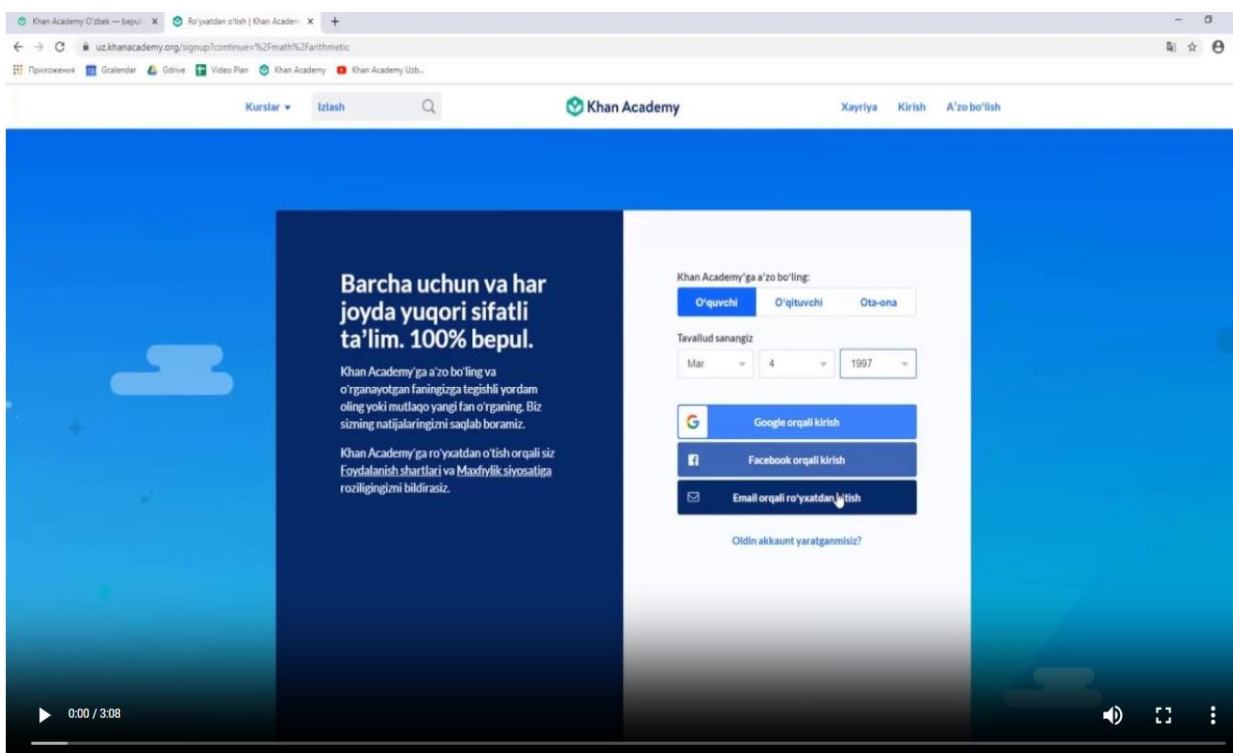 Khan Academy O'zbek — bepul
Ro'yxatdan o'tish | Khan Academ
uz.khanacademy.org/signup?continue=%2Fmath%2Farithmetic
Приложения Gcalendar Gdrive Video Plan Khan Academy Khan Academy Uzb...
Kurslar Izlash Khan Academy Xayriya Kirish A'zo bo'lish
Barcha uchun va har
joyda yuqori sifatli
ta'lim. 100% bepul.
Khan Academy'ga a'zo bo'ling va
o'rganayotgan faningizga tegishli yordam
oling yoki mutlaqo yangi fan o'rganing. Biz
sizning natijalaringizni saqlab boramiz.
Khan Academy'ga ro'yxatdan o'tish orqali siz
Foydalanish shartlari va Maxfiylik siyosatiga
roziligingizni bildirasiz.
Khan Academy'ga a'zo bo'ling:
O'quvchi O'qituvchi Ota-ona
Tavallud sanangiz
Mar 4 1997
Google orqali kirish
Facebook orqali kirish
Email orqali ro'yxatdan
Oldin akkaunt yaratganmisiz?
0:00 / 3:08